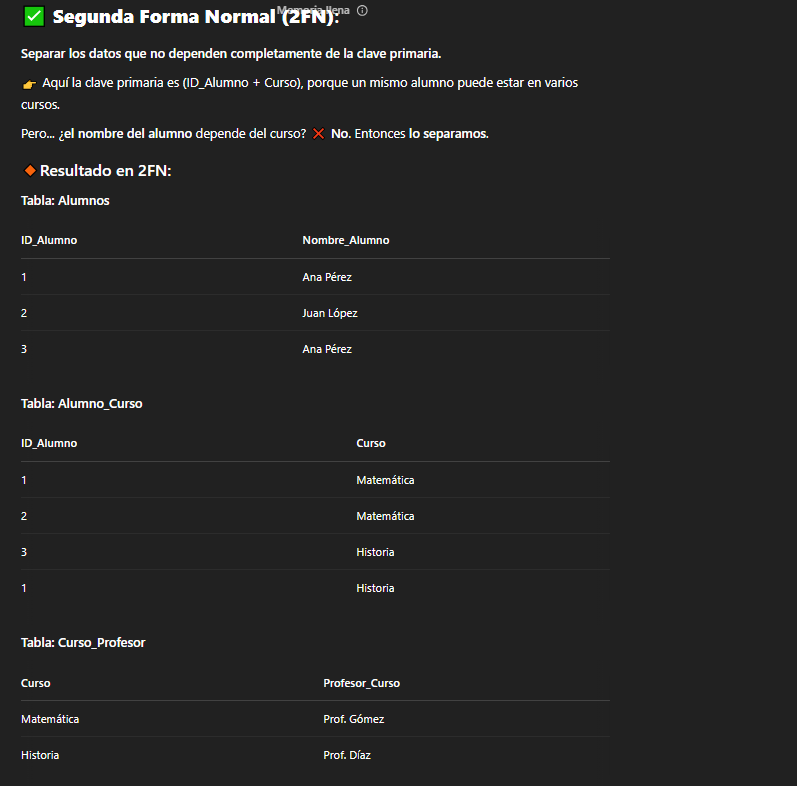 Memoria llena
✅ Segunda Forma Normal (2FN):
Separar los datos que no dependen completamente de la clave primaria.
👉 Aquí la clave primaria es (ID_Alumno + Curso), porque un mismo alumno puede estar en varios
cursos.
Pero... ¿el nombre del alumno depende del curso? ❌ No. Entonces lo separamos.
🔸 Resultado en 2FN:
Tabla: Alumnos
ID_Alumno Nombre_Alumno
1 Ana Pérez
2 Juan López
3 Ana Pérez
Tabla: Alumno_Curso
ID_Alumno Curso
1 Matemática
2 Matemática
3 Historia
1 Historia
Tabla: Curso_Profesor
Curso Profesor_Curso
Matemática Prof. Gómez
Historia Prof. Díaz